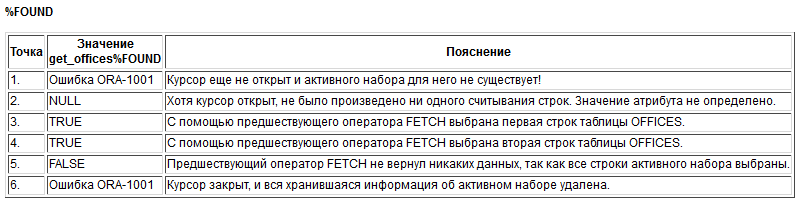 %FOUND
Точка Значение get_offices%FOUND Пояснение
1. Ошибка ORA-1001 Курсор еще не открыт и активного набора для него не существует!
2. NULL Хотя курсор открыт, не было произведено ни одного считывания строк. Значение атрибута не определено.
3. TRUE С помощью предшествующего оператора FETCH выбрана первая строк таблицы OFFICES.
4. TRUE С помощью предшествующего оператора FETCH выбрана вторая строк таблицы OFFICES.
5. FALSE Предшествующий оператор FETCH не вернул никаких данных, так как все строки активного набора выбраны.
6. Ошибка ORA-1001 Курсор закрыт, и вся хранившаяся информация об активном наборе удалена.